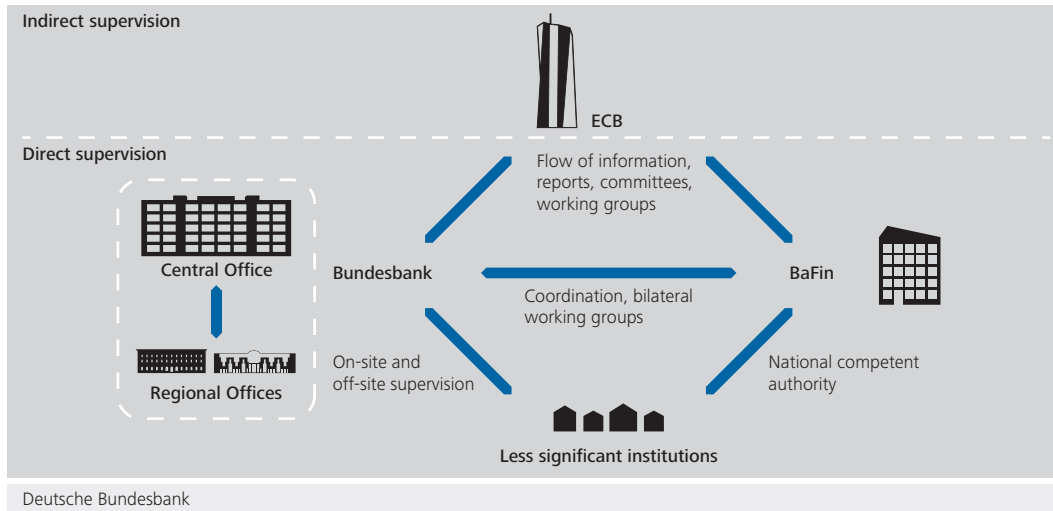 Indirect supervision
ECB
Direct supervision
Flow of information,
reports, committees,
working groups
Central Office
Bundesbank
BaFin
Coordination, bilateral
working groups
Regional Offices
On-site and
off-site supervision
National competent
authority
Less significant institutions
Deutsche Bundesbank